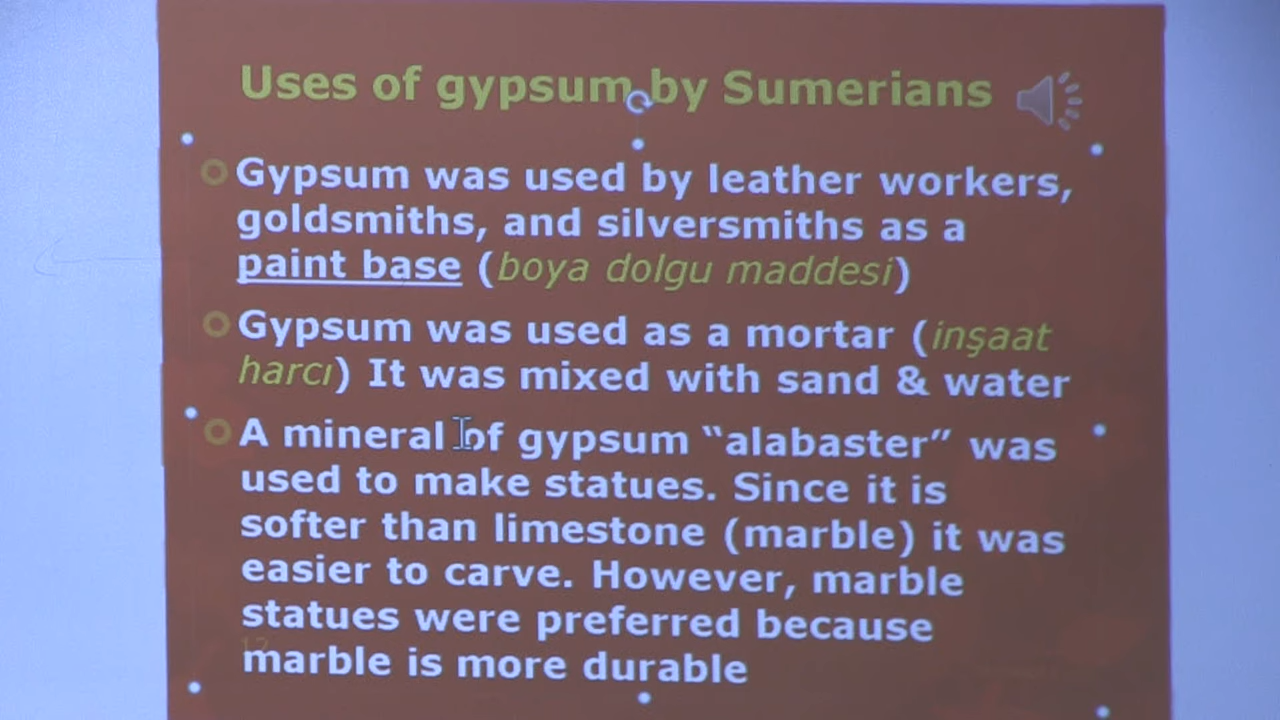 Uses of gypsum by Sumerians
Gypsum was used by leather workers,
goldsmiths, and silversmiths as a
paint base (boya dolgu maddesi)
Gypsum was used as a mortar (inşaat
harcı) It was mixed with sand & water
A mineral of gypsum “alabaster” was
used to make statues. Since it is
softer than limestone (marble) it was
easier to carve. However, marble
statues were preferred because
marble is more durable